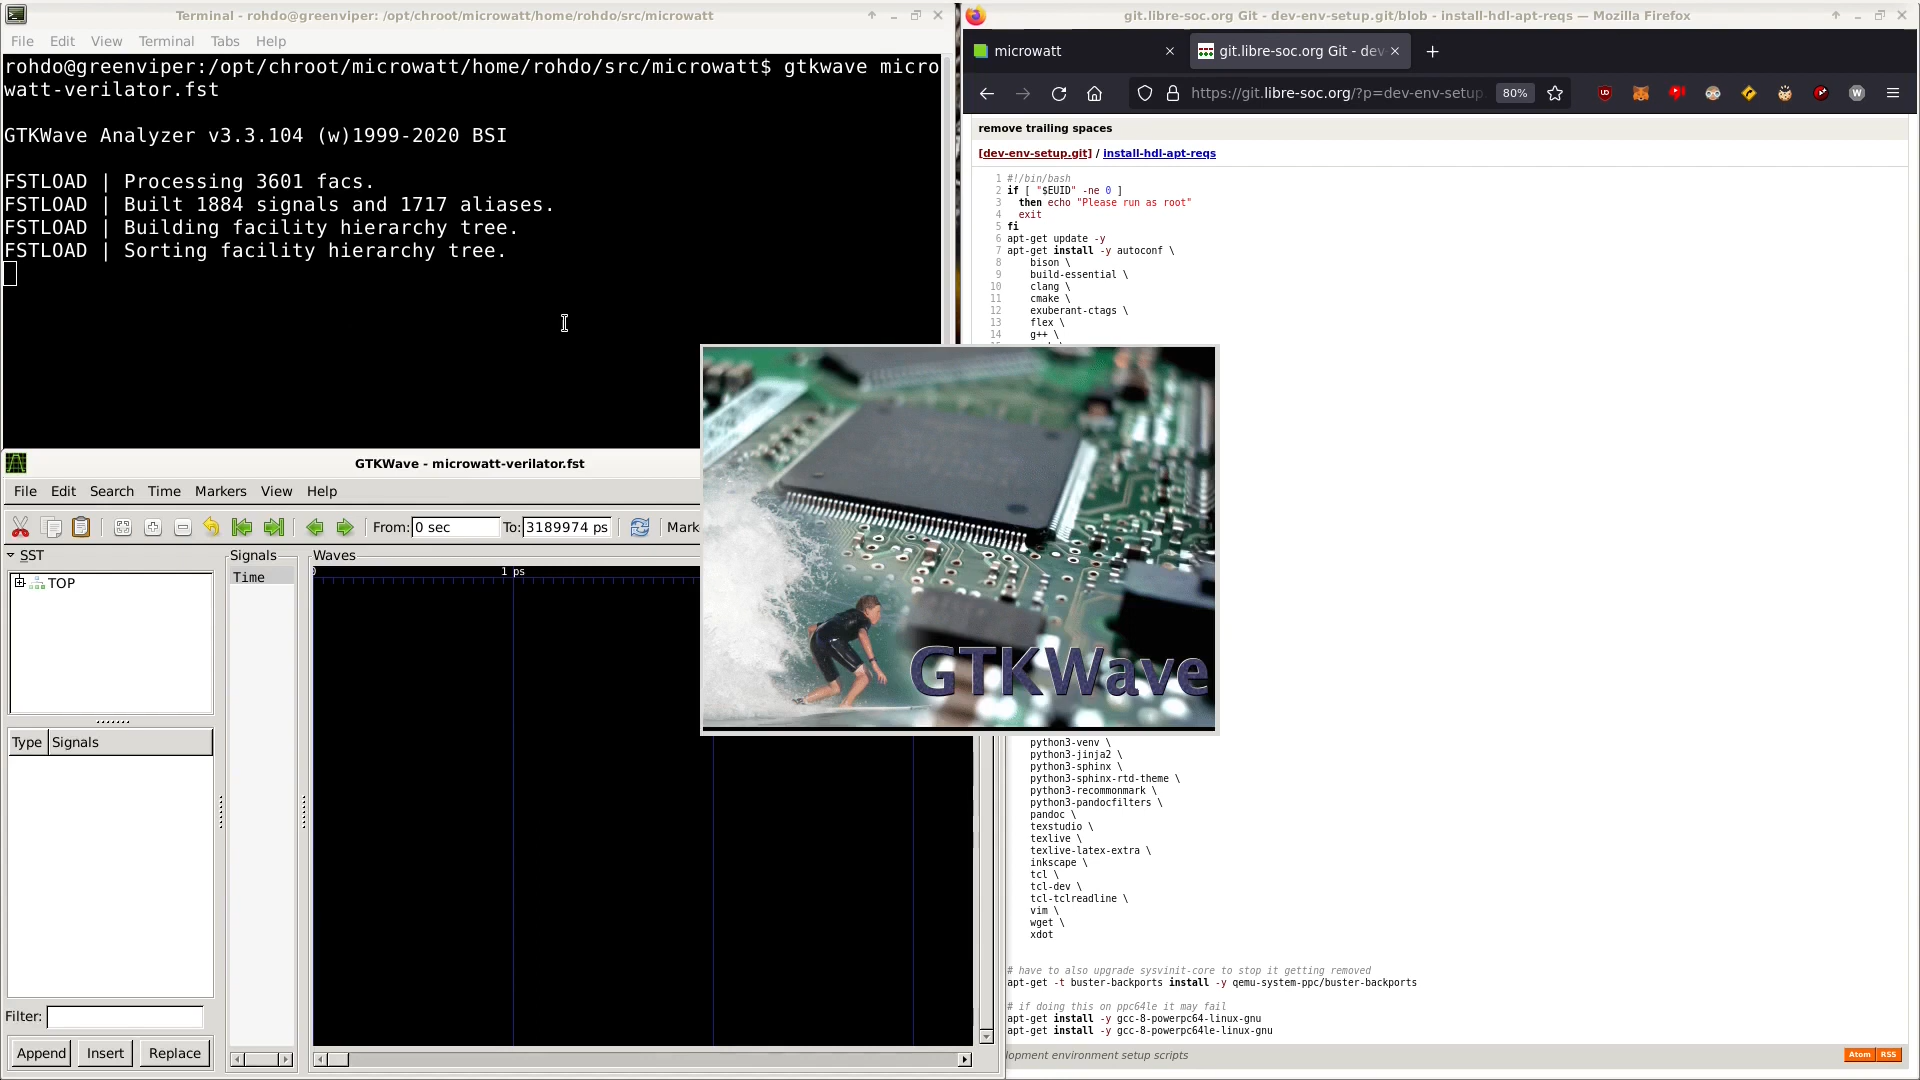 Terminal - rohdo@greenviper: /opt/chroot/microwatt/home/rohdo/src/microwatt
File Edit View Terminal Tabs Help
rohdo@greenviper:/opt/chroot/microwatt/home/rohdo/src/microwatt$ gtkwave micro
watt-verilator.fst
GTKWave Analyzer v3.3.104 (w)1999-2020 BSI
FSTLOAD | Processing 3601 facs.
FSTLOAD | Built 1884 signals and 1717 aliases.
FSTLOAD | Building facility hierarchy tree.
FSTLOAD | Sorting facility hierarchy tree.
GTKWave - microwatt-verilator.fst
File Edit Search Time Markers View Help
From: 0 sec To: 3189974 ps Mark
SST
TOP
Signals
Time
Waves
0 1 ps
Type Signals
Filter:
Append Insert Replace
GTKWave
git.libre-soc.org Git - dev-env-setup.git/blob - install-hdl-apt-reqs — Mozilla Firefox
microwatt
git.libre-soc.org Git - dev
https://git.libre-soc.org/?p=dev-env-setup 80%
remove trailing spaces
[dev-env-setup.git] / install-hdl-apt-reqs
1 #!/bin/bash
2 if [ "$EUID" -ne 0 ]
3 then echo "Please run as root"
4 exit
5 fi
6 apt-get update -y
7 apt-get install -y autoconf \
8 bison \
9 build-essential \
10 clang \
11 cmake \
12 exuberant-ctags \
13 flex \
14 g++ \
python3-venv \
python3-jinja2 \
python3-sphinx \
python3-sphinx-rtd-theme \
python3-recommonmark \
python3-pandocfilters \
pandoc \
texstudio \
texlive \
texlive-latex-extra \
inkscape \
tcl \
tcl-dev \
tcl-tclreadline \
vim \
wget \
xdot
# have to also upgrade sysvinit-core to stop it getting removed
apt-get -t buster-backports install -y qemu-system-ppc/buster-backports
# if doing this on ppc64le it may fail
apt-get install -y gcc-8-powerpc64-linux-gnu
apt-get install -y gcc-8-powerpc64le-linux-gnu
lopment environment setup scripts
Atom RSS